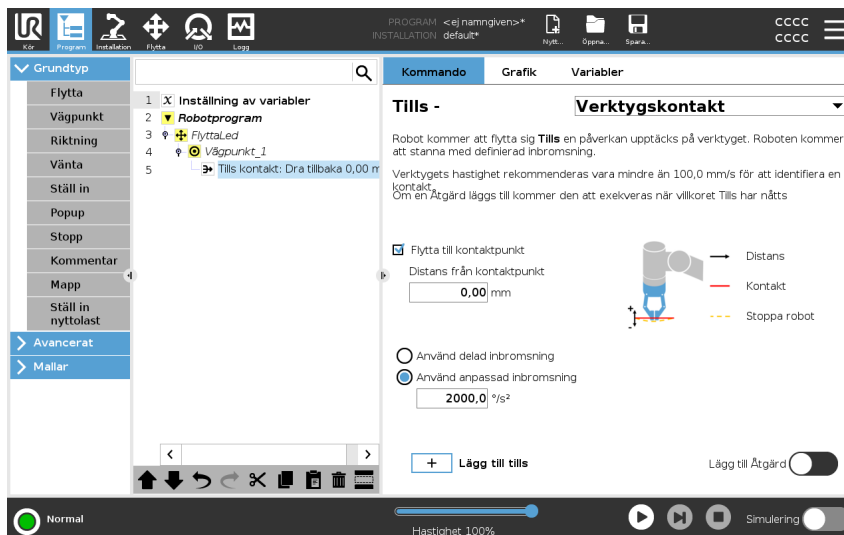 PROGRAM <ej namngiven>*
INSTALLATION default*
cccc
cccc
Kör
Program
Installation
Flytta
I/O
Logg
Nytt...
Öppna...
Spara...
Grundtyp
Flytta
Vägpunkt
Riktning
Vänta
Ställ in
Popup
Stopp
Kommentar
Mapp
Ställ in
nyttolast
Avancerat
Mallar
1 X Inställning av variabler
2 Robotprogram
3 FlyttaLed
4 Vägpunkt_1
5 Tills kontakt: Dra tillbaka 0,00 m
Kommando Grafik Variabler
Tills - Verktygskontakt
Robot kommer att flytta sig Tills en påverkan upptäcks på verktyget. Roboten kommer
att stanna med definierad inbromsning.
Verktygets hastighet rekommenderas vara mindre än 100,0 mm/s för att identifiera en
kontakt.
Om en Åtgärd läggs till kommer den att exekveras när villkoret Tills har nåtts
Flytta till kontaktpunkt
Distans från kontaktpunkt
0,00 mm
Distans
Kontakt
Stoppa robot
Använd delad inbromsning
Använd anpassad inbromsning
2000,0 °/s²
+ Lägg till tills
Lägg till Åtgärd
Normal
Hastighet 100%
Simulering